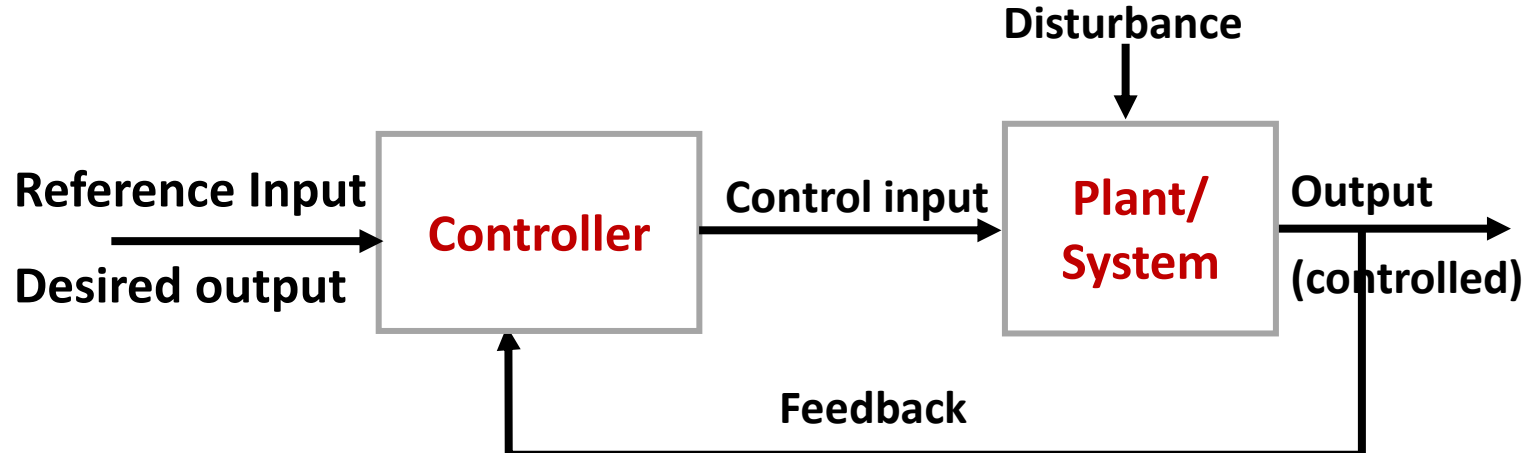 Disturbance
Reference Input
Desired output
Controller
Control input
Plant/
System
Output
(controlled)
Feedback